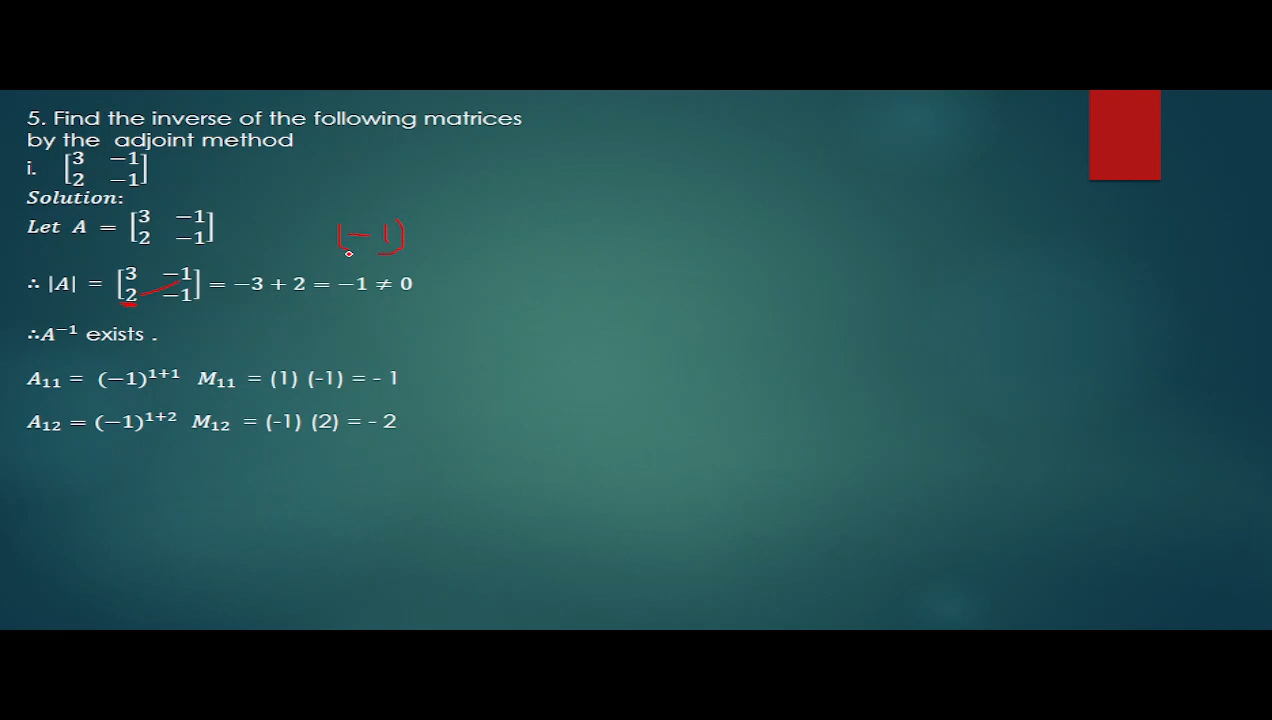 5. Find the inverse of the following matrices
by the adjoint method
i. [3 −1
2 −1]
Solution:
Let A = [3 −1
2 −1]
(−1)
∴ |A| = [3 −1
2 −1] = −3 + 2 = −1 ≠ 0
∴A⁻¹ exists .
A₁₁ = (−1)¹⁺¹ M₁₁ = (1) (-1) = - 1
A₁₂ = (−1)¹⁺² M₁₂ = (-1) (2) = - 2